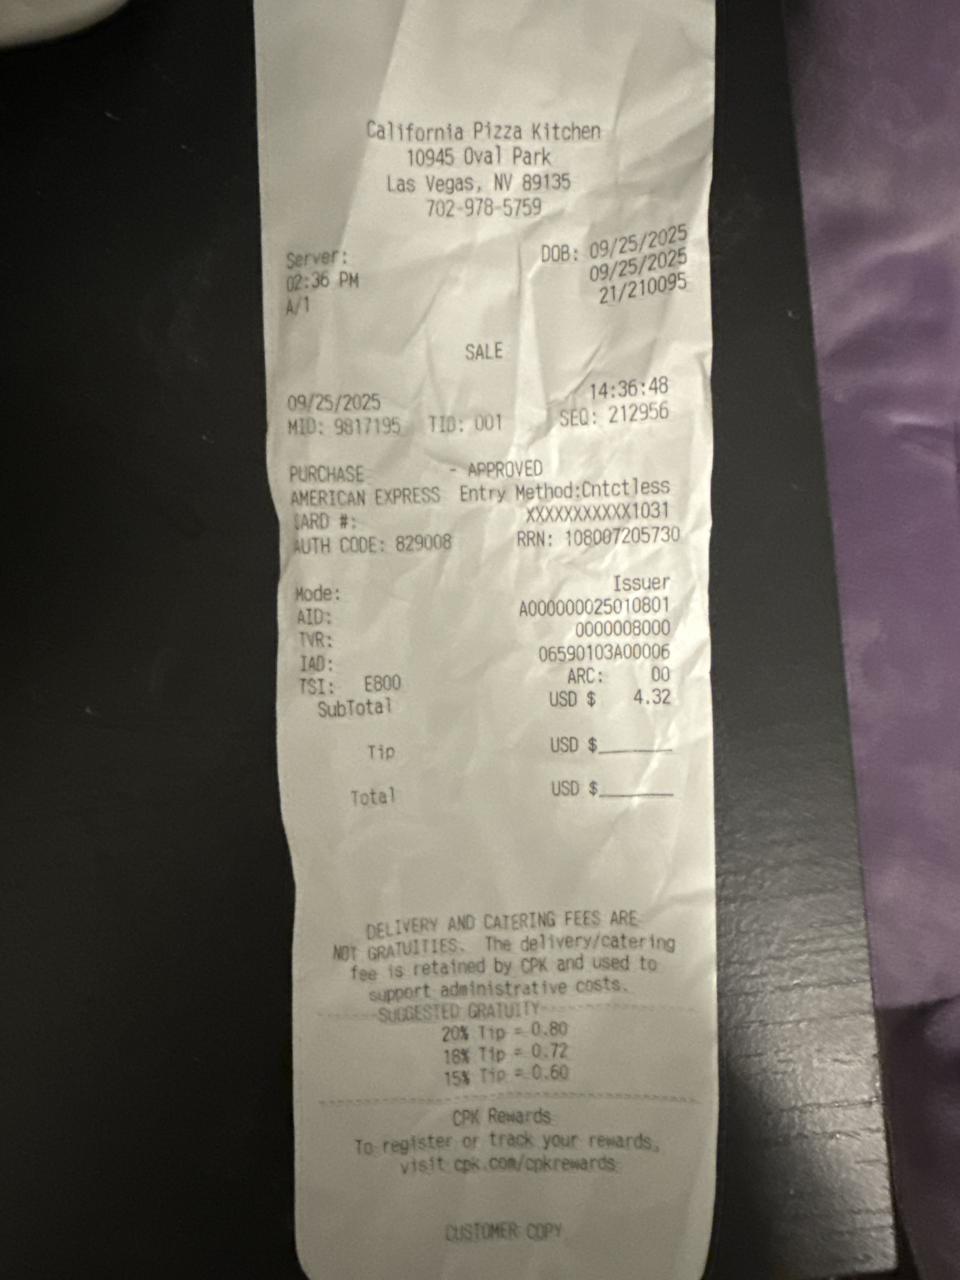 California Pizza Kitchen
10945 Oval Park
Las Vegas, NV 89135
702-978-5759
Server: DOB: 09/25/2025
02:36 PM 09/25/2025
A/1 21/210095
SALE
09/25/2025 14:36:48
MID: 9817195 TID: 001 SEQ: 212956
PURCHASE - APPROVED
AMERICAN EXPRESS Entry Method:Cntctless
CARD #: XXXXXXXXXXX1031
AUTH CODE: 829008 RRN: 108007205730
Mode: Issuer
AID: A000000025010801
TVR: 0000008000
IAD: 06590103A00006
TSI: E800 ARC: 00
SubTotal USD $ 4.32
Tip USD $
Total USD $
DELIVERY AND CATERING FEES ARE
NOT GRATUITIES. The delivery/catering
fee is retained by CPK and used to
support administrative costs.
SUGGESTED GRATUITY
20% Tip = 0.80
18% Tip = 0.72
15% Tip = 0.60
CPK Rewards
To register or track your rewards,
visit cpk.com/cpkrewards
CUSTOMER COPY